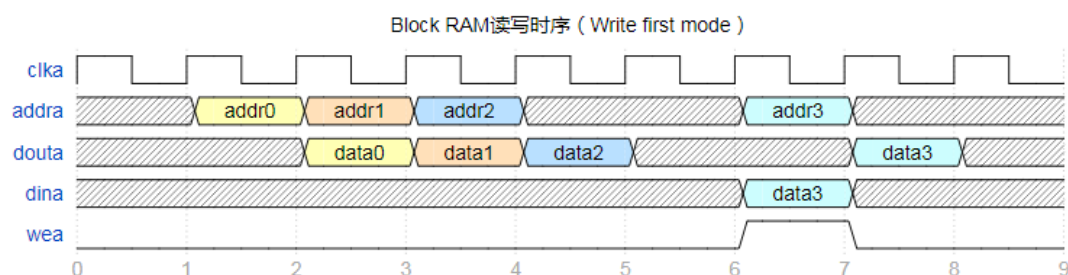 Block RAM读写时序（Write first mode）
clka
addra addr0 addr1 addr2 addr3
douta data0 data1 data2 data3
dina data3
wea
0 1 2 3 4 5 6 7 8 9